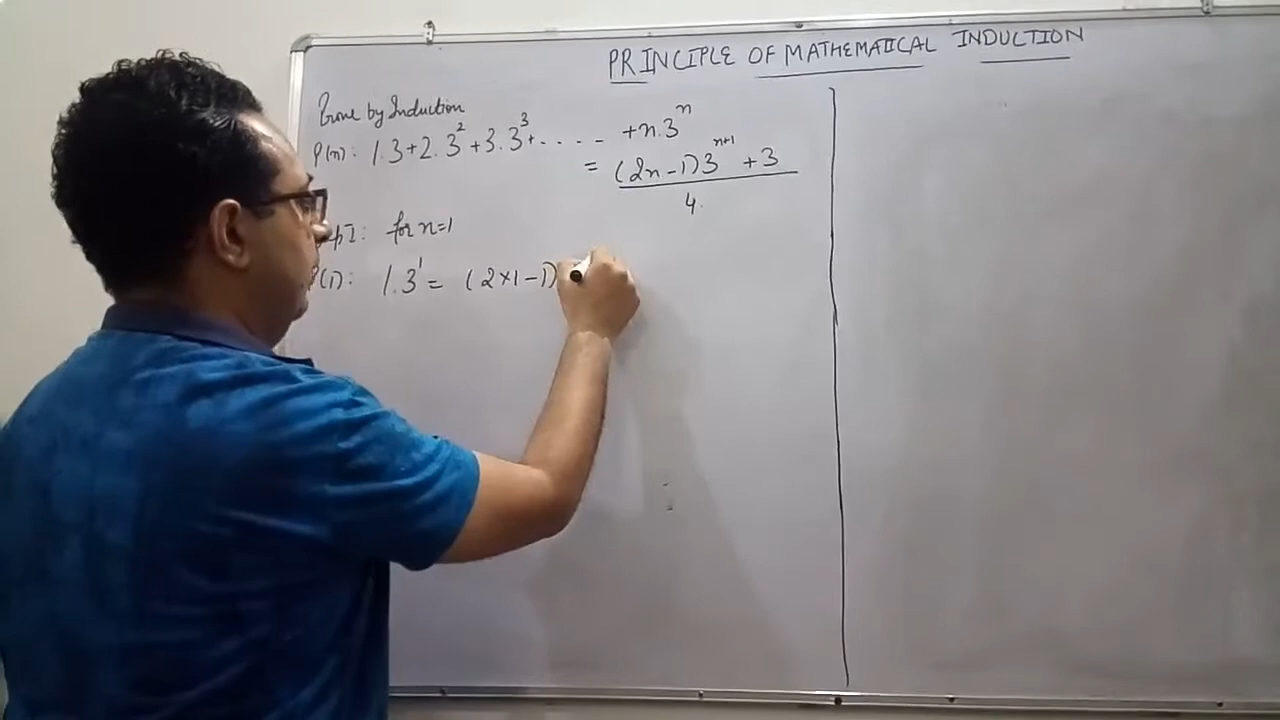 PRINCIPLE OF MATHEMATICAL INDUCTION
Prove by Induction
P(n): 1.3+2.3²+3.3³+.....+n.3ⁿ
= (2n-1)3ⁿ⁺¹ +3
4.
I: for n=1
(1): 1.3¹ = (2×1-1)